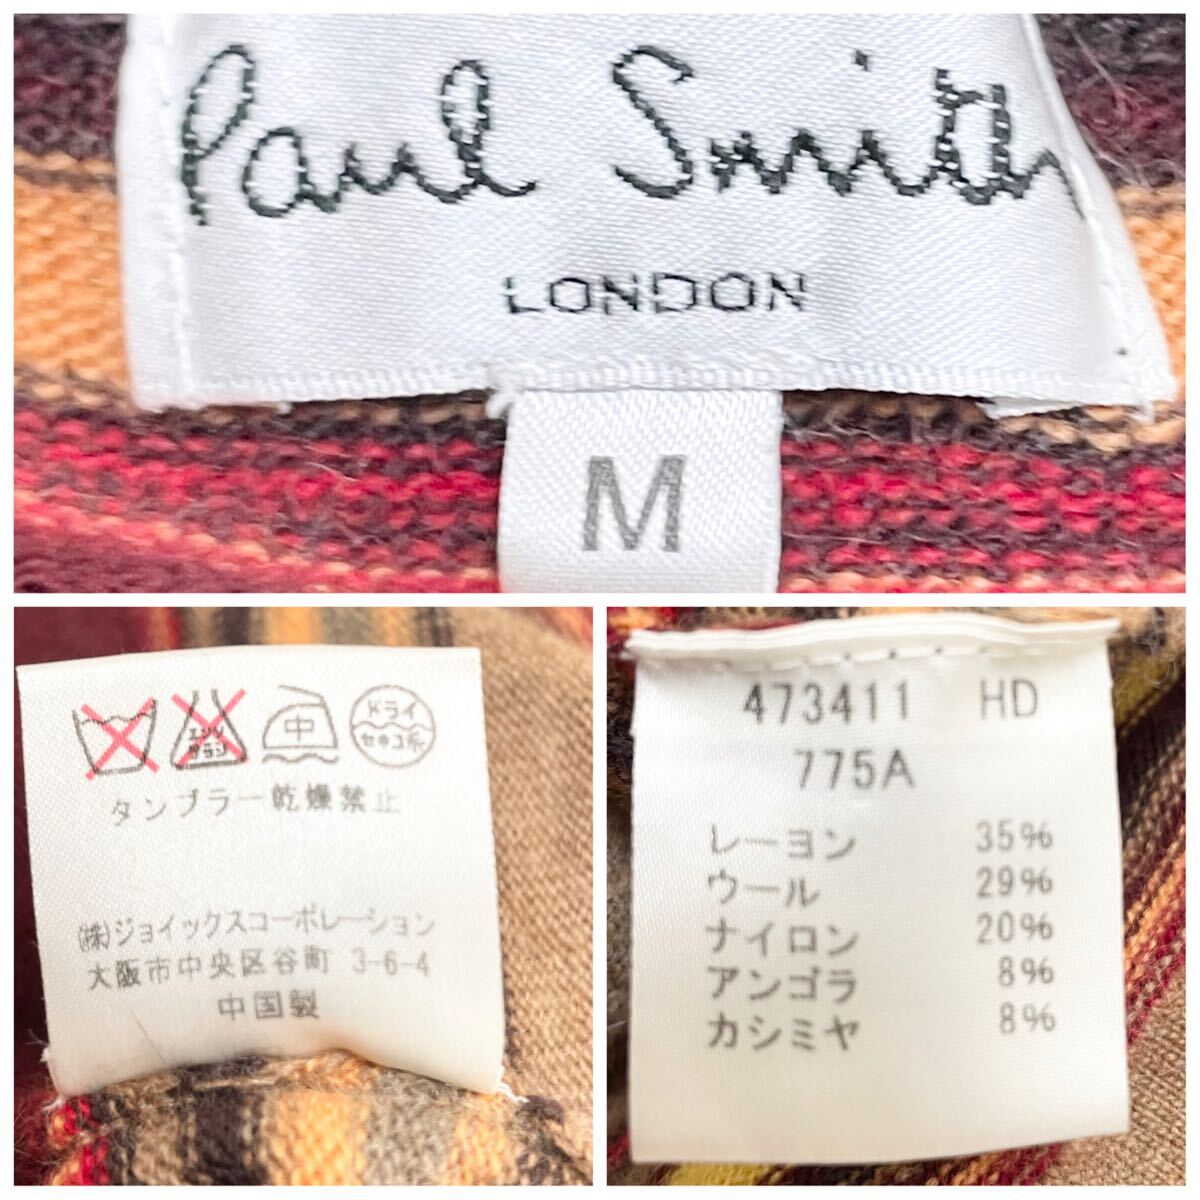 Paul Smith
LONDON
M
エンソ
サラシ
中
ドライ
セキユ系
タンブラー乾燥禁止
(株)ジョイックスコーポレーション
大阪市中央区谷町 3-6-4
中国製
473411 HD
775A
レーヨン 35%
ウール 29%
ナイロン 20%
アンゴラ 8%
カシミヤ 8%